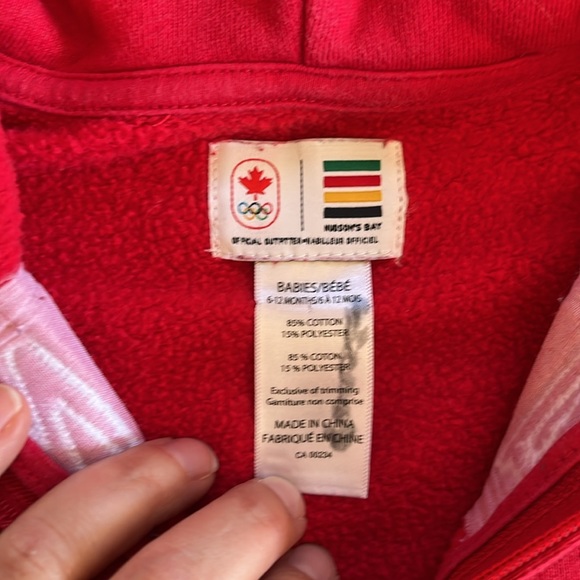 HUDSON'S BAY
OFFICIAL OUTFITTER•HABILLEUR OFFICIEL
BABIES/BÉBÉ
6-12 MONTHS/6 À 12 MOIS
85% COTTON
15% POLYESTER
85 % COTON
15 % POLYESTER
Exclusive of trimming
Garniture non comprise
MADE IN CHINA
FABRIQUÉ EN CHINE
CA 00234